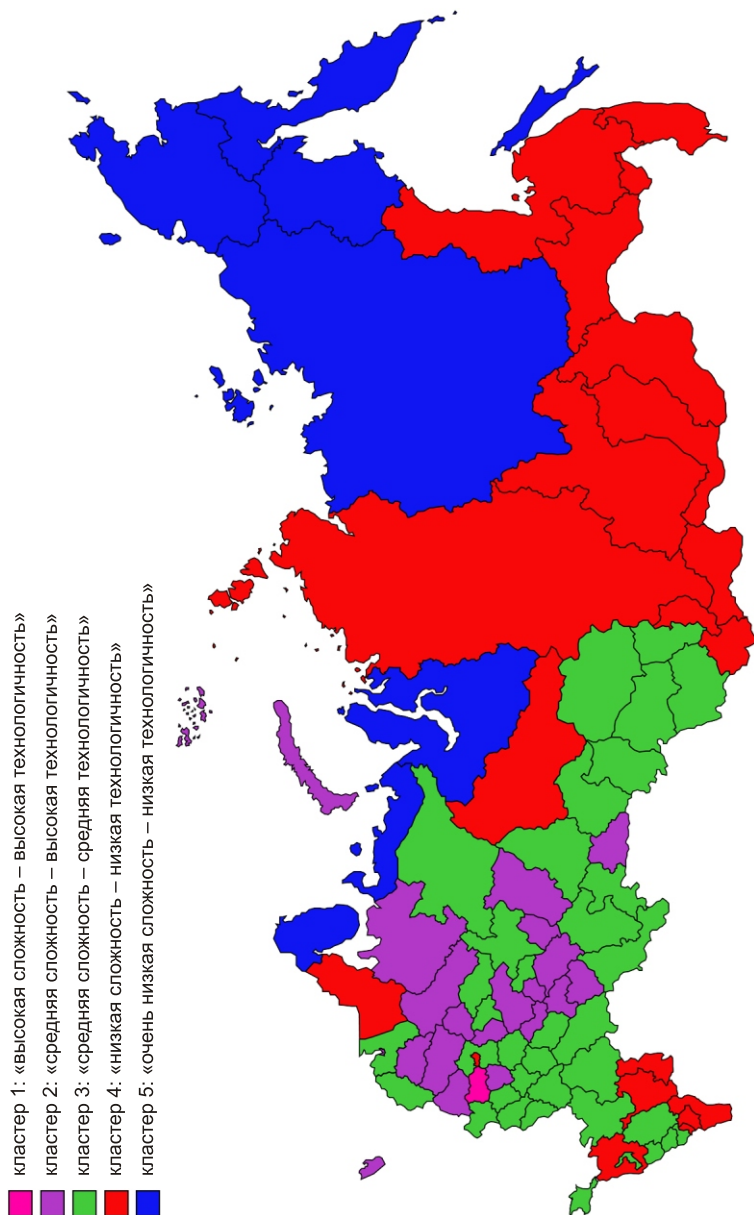 кластер 1: «высокая сложность – высокая технологичность»
кластер 2: «средняя сложность – высокая технологичность»
кластер 3: «средняя сложность – средняя технологичность»
кластер 4: «низкая сложность – низкая технологичность»
кластер 5: «очень низкая сложность – низкая технологичность»